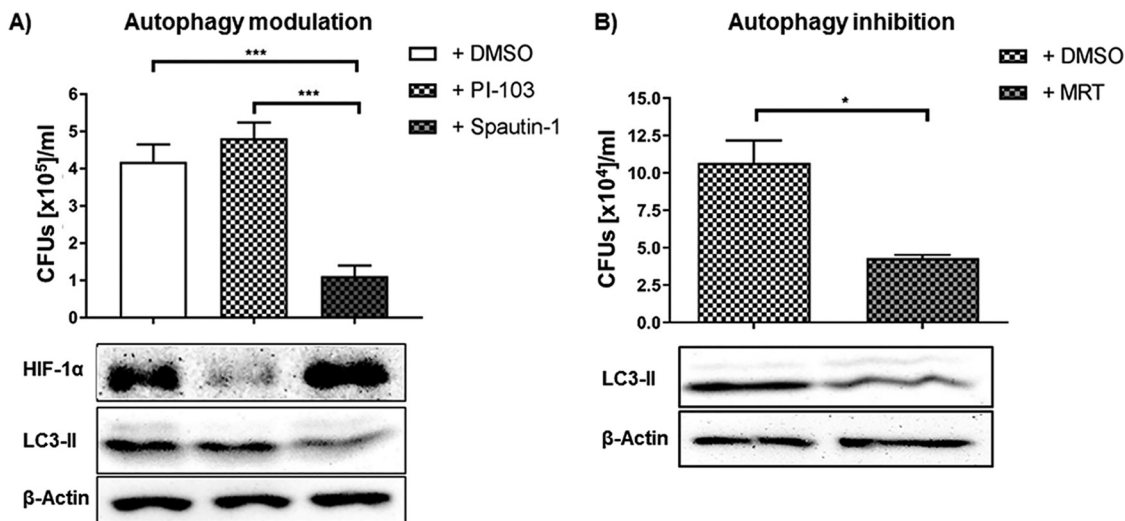 A)
Autophagy modulation
+ DMSO
+ PI-103
+ Spautin-1
***
***
CFUs [x10⁵]/ml
6
5
4
3
2
1
0
HIF-1α
LC3-II
β-Actin
B)
Autophagy inhibition
+ DMSO
+ MRT
*
CFUs [x10⁴]/ml
15.0
12.5
10.0
7.5
5.0
2.5
0.0
LC3-II
β-Actin